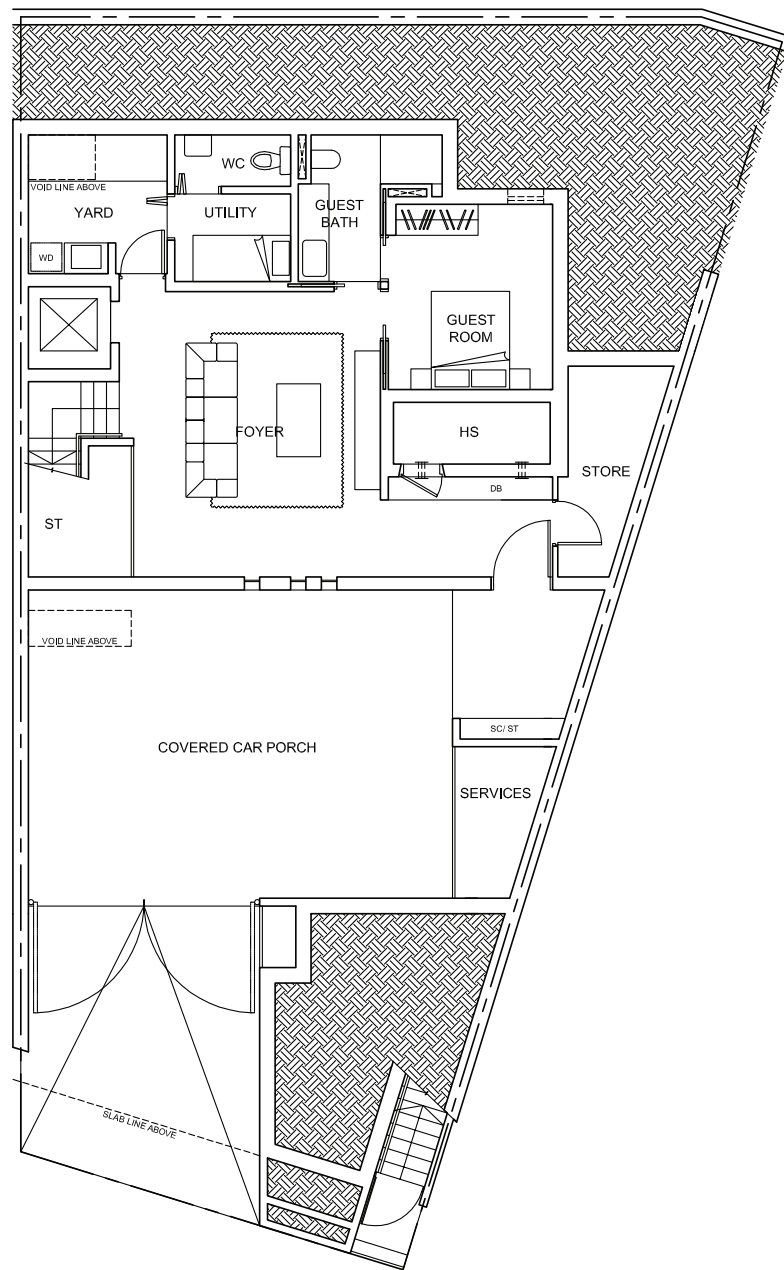 WC
VOID LINE ABOVE
YARD
UTILITY
GUEST
BATH
WD
GUEST
ROOM
FOYER
HS
STORE
DB
ST
VOID LINE ABOVE
SC/ ST
COVERED CAR PORCH
SERVICES
SLAB LINE ABOVE